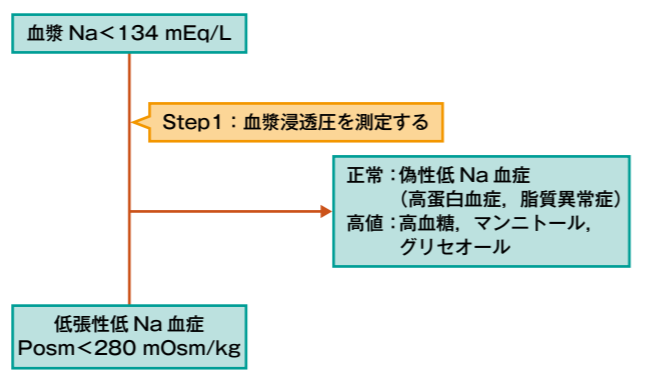 血漿 Na＜134 mEq/L
Step1：血漿浸透圧を測定する
正常：偽性低 Na 血症
（高蛋白血症，脂質異常症）
高値：高血糖，マンニトール，
グリセオール
低張性低 Na 血症
Posm＜280 mOsm/kg